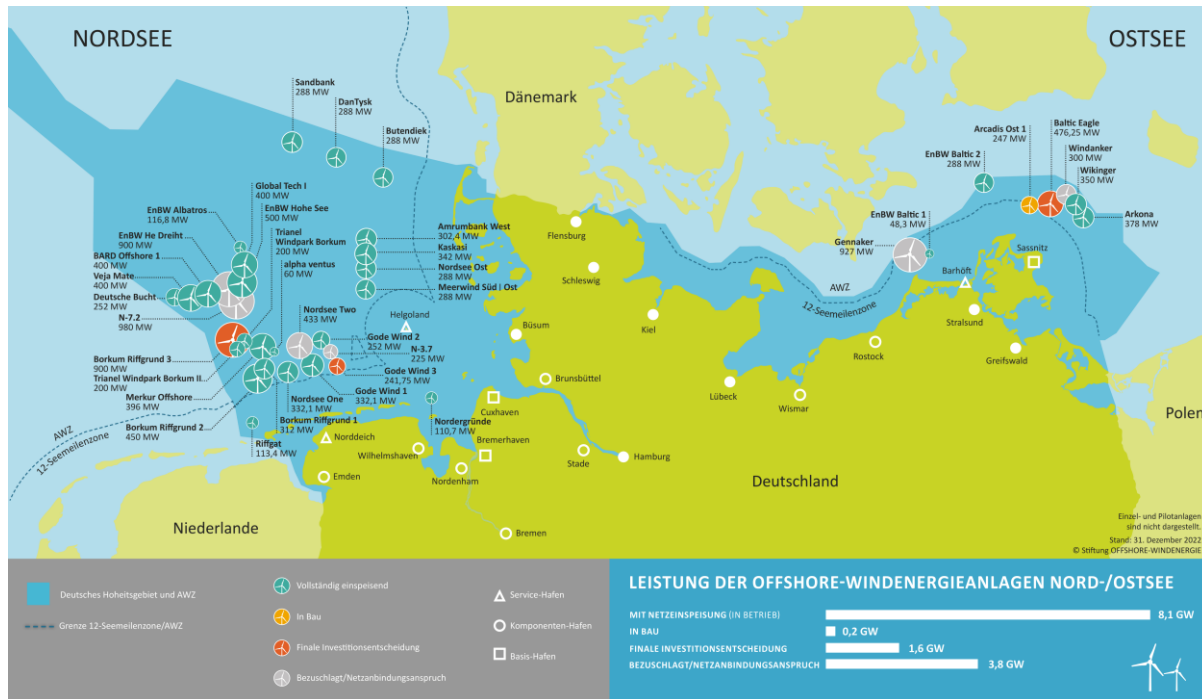 NORDSEE
OSTSEE
Dänemark
Sandbank
288 MW
DanTysk
288 MW
Butendiek
288 MW
Global Tech I
400 MW
EnBW Albatros
116,8 MW
EnBW Hohe See
500 MW
EnBW He Dreiht
900 MW
Trianel
Windpark Borkum
200 MW
BARD Offshore 1
400 MW
alpha ventus
60 MW
Veja Mate
400 MW
Deutsche Bucht
252 MW
N-7.2
980 MW
Amrumbank West
302,4 MW
Kaskasi
342 MW
Nordsee Ost
288 MW
Meerwind Süd | Ost
288 MW
Nordsee Two
433 MW
Helgoland
Gode Wind 2
252 MW
N-3.7
225 MW
Borkum Riffgrund 3
900 MW
Trianel Windpark Borkum II
200 MW
Merkur Offshore
396 MW
Gode Wind 3
241,75 MW
Gode Wind 1
332,1 MW
Nordsee One
332,1 MW
Borkum Riffgrund 1
312 MW
Borkum Riffgrund 2
450 MW
Riffgat
113,4 MW
Nordergründe
110,7 MW
AWZ
12-Seemeilenzone
Arcadis Ost 1
247 MW
Baltic Eagle
476,25 MW
Windanker
300 MW
Wikinger
350 MW
EnBW Baltic 2
288 MW
Arkona
378 MW
EnBW Baltic 1
48,3 MW
Gennaker
927 MW
AWZ
12-Seemeilenzone
Flensburg
Schleswig
Kiel
Büsum
Brunsbüttel
Cuxhaven
Bremerhaven
Norddeich
Wilhelmshaven
Emden
Nordenham
Stade
Hamburg
Bremen
Lübeck
Wismar
Rostock
Barhöft
Sassnitz
Stralsund
Greifswald
Polen
Deutschland
Niederlande
Einzel- und Pilotanlagen
sind nicht dargestellt.
Stand: 31. Dezember 2022
© Stiftung OFFSHORE-WINDENERGIE
Deutsches Hoheitsgebiet und AWZ
Grenze 12-Seemeilenzone/AWZ
Vollständig einspeisend
In Bau
Finale Investitionsentscheidung
Bezuschlagt/Netzanbindungsanspruch
Service-Hafen
Komponenten-Hafen
Basis-Hafen
LEISTUNG DER OFFSHORE-WINDENERGIEANLAGEN NORD-/OSTSEE
MIT NETZEINSPEISUNG (IN BETRIEB) 8,1 GW
IN BAU 0,2 GW
FINALE INVESTITIONSENTSCHEIDUNG 1,6 GW
BEZUSCHLAGT/NETZANBINDUNGSANSPRUCH 3,8 GW